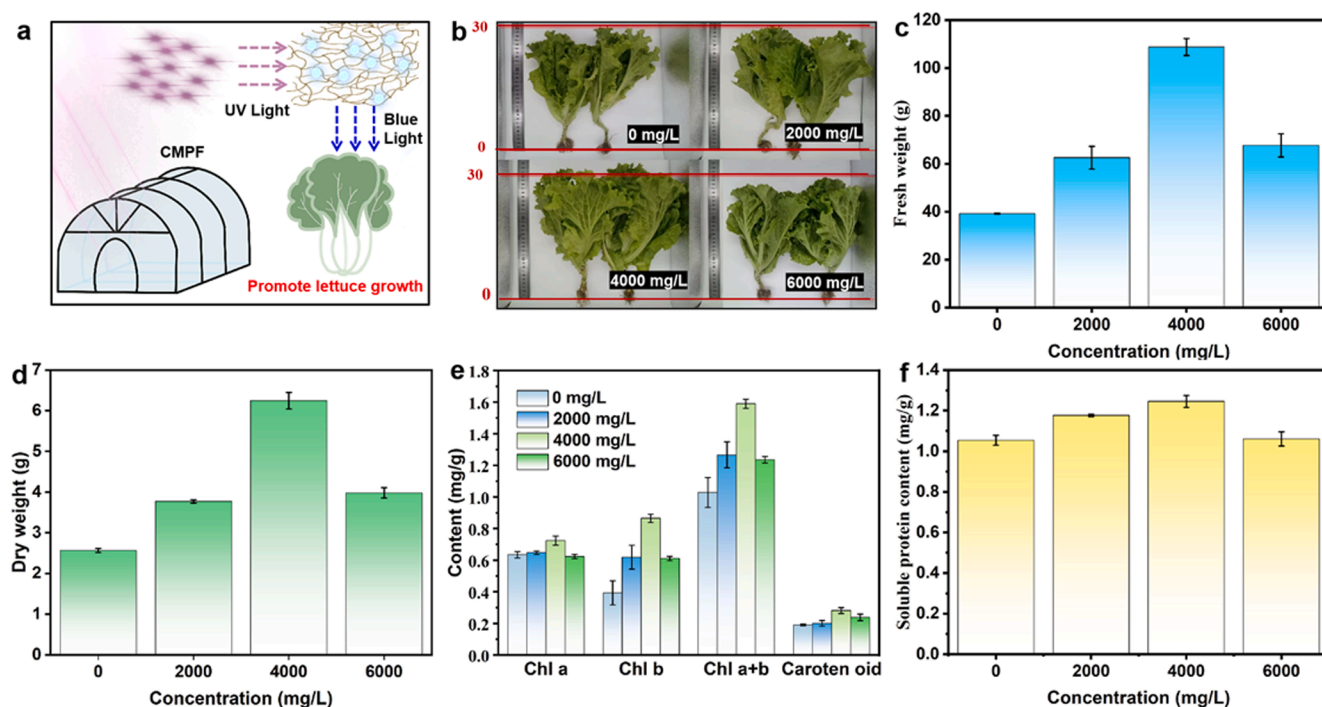 a
UV Light
Blue
Light
CMPF
Promote lettuce growth
b
30
0 mg/L
2000 mg/L
0
30
4000 mg/L
6000 mg/L
0
c
Fresh weight (g)
120
100
80
60
40
20
0
0 2000 4000 6000
Concentration (mg/L)
d
Dry weight (g)
7
6
5
4
3
2
1
0
0 2000 4000 6000
Concentration (mg/L)
e
Content (mg/g)
1.8
1.6
1.4
1.2
1.0
0.8
0.6
0.4
0.2
0.0
0 mg/L
2000 mg/L
4000 mg/L
6000 mg/L
Chl a Chl b Chl a+b Caroten oid
f
Soluble protein content (mg/g)
1.4
1.2
1.0
0.8
0.6
0.4
0.2
0.0
0 2000 4000 6000
Concentration (mg/L)